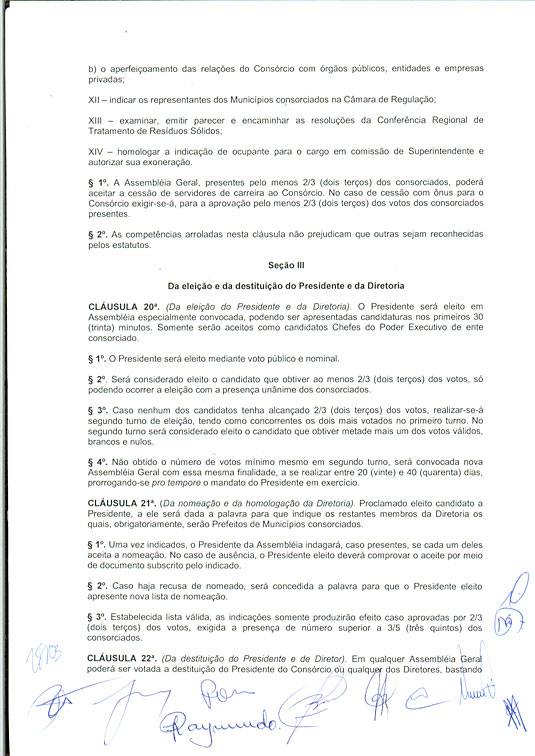 b) o aperfeiçoamento das relações do Consórcio com órgãos públicos, entidades e empresas
privadas;
XII – indicar os representantes dos Municípios consorciados na Câmara de Regulação;
XIII – examinar, emitir parecer e encaminhar as resoluções da Conferência Regional de
Tratamento de Resíduos Sólidos;
XIV – homologar a indicação de ocupante para o cargo em comissão de Superintendente e
autorizar sua exoneração.
§ 1º. A Assembléia Geral, presentes pelo menos 2/3 (dois terços) dos consorciados, poderá
aceitar a cessão de servidores de carreira ao Consórcio. No caso de cessão com ônus para o
Consórcio exigir-se-á, para a aprovação pelo menos 2/3 (dois terços) dos votos dos consorciados
presentes.
§ 2º. As competências arroladas nesta cláusula não prejudicam que outras sejam reconhecidas
pelos estatutos.
Seção III
Da eleição e da destituição do Presidente e da Diretoria
CLÁUSULA 20ª. (Da eleição do Presidente e da Diretoria). O Presidente será eleito em
Assembléia especialmente convocada, podendo ser apresentadas candidaturas nos primeiros 30
(trinta) minutos. Somente serão aceitos como candidatos Chefes do Poder Executivo de ente
consorciado.
§ 1º. O Presidente será eleito mediante voto público e nominal.
§ 2º. Será considerado eleito o candidato que obtiver ao menos 2/3 (dois terços) dos votos, só
podendo ocorrer a eleição com a presença unânime dos consorciados.
§ 3º. Caso nenhum dos candidatos tenha alcançado 2/3 (dois terços) dos votos, realizar-se-á
segundo turno de eleição, tendo como concorrentes os dois mais votados no primeiro turno. No
segundo turno será considerado eleito o candidato que obtiver metade mais um dos votos válidos,
brancos e nulos.
§ 4º. Não obtido o número de votos mínimo mesmo em segundo turno, será convocada nova
Assembléia Geral com essa mesma finalidade, a se realizar entre 20 (vinte) e 40 (quarenta) dias,
prorrogando-se pro tempore o mandato do Presidente em exercício.
CLÁUSULA 21ª. (Da nomeação e da homologação da Diretoria). Proclamado eleito candidato a
Presidente, a ele será dada a palavra para que indique os restantes membros da Diretoria os
quais, obrigatoriamente, serão Prefeitos de Municípios consorciados.
§ 1º. Uma vez indicados, o Presidente da Assembléia indagará, caso presentes, se cada um deles
aceita a nomeação. No caso de ausência, o Presidente eleito deverá comprovar o aceite por meio
de documento subscrito pelo indicado.
§ 2º. Caso haja recusa de nomeado, será concedida a palavra para que o Presidente eleito
apresente nova lista de nomeação.
§ 3º. Estabelecida lista válida, as indicações somente produzirão efeito caso aprovadas por 2/3
(dois terços) dos votos, exigida a presença de número superior a 3/5 (três quintos) dos
consorciados.
CLÁUSULA 22ª. (Da destituição do Presidente e de Diretor). Em qualquer Assembléia Geral
poderá ser votada a destituição do Presidente do Consórcio ou qualquer dos Diretores, bastando
Raymundo.